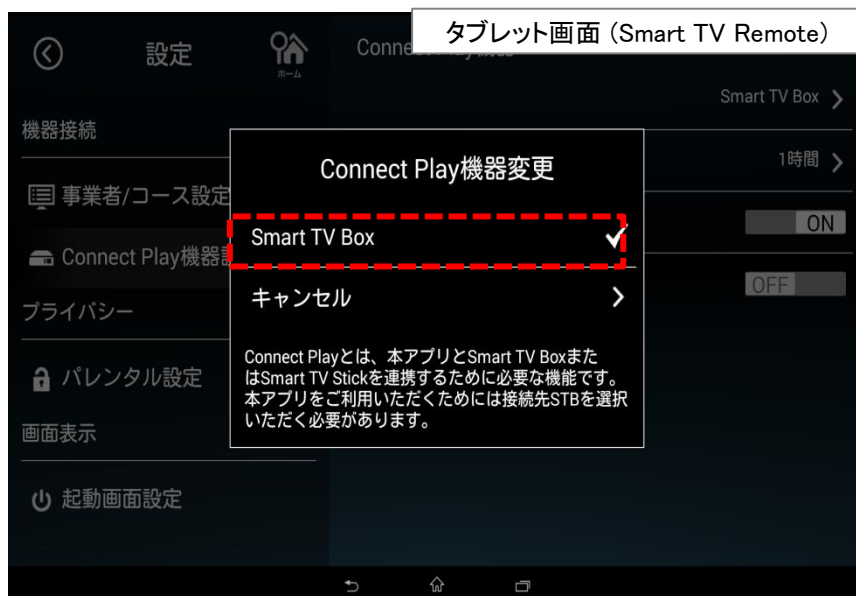 タブレット画面 (Smart TV Remote)
設定
ホーム
Conne
Smart TV Box
機器接続
1時間
事業者/コース設定
ON
Connect Play機器
OFF
プライバシー
パレンタル設定
画面表示
起動画面設定
Connect Play機器変更
Smart TV Box
キャンセル
Connect Playとは、本アプリとSmart TV Boxまた
はSmart TV Stickを連携するために必要な機能です。
本アプリをご利用いただくためには接続先STBを選択
いただく必要があります。